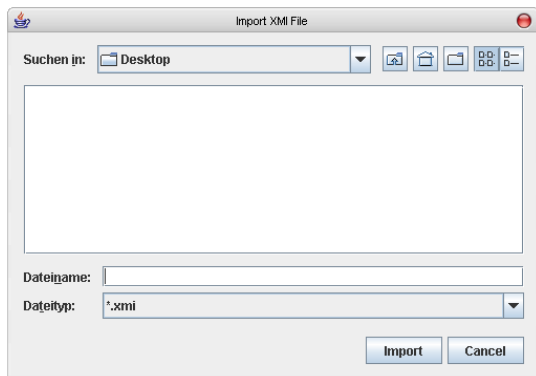 Import XMI File
Suchen in: Desktop
Dateiname:
Dateityp: *.xmi
Import Cancel